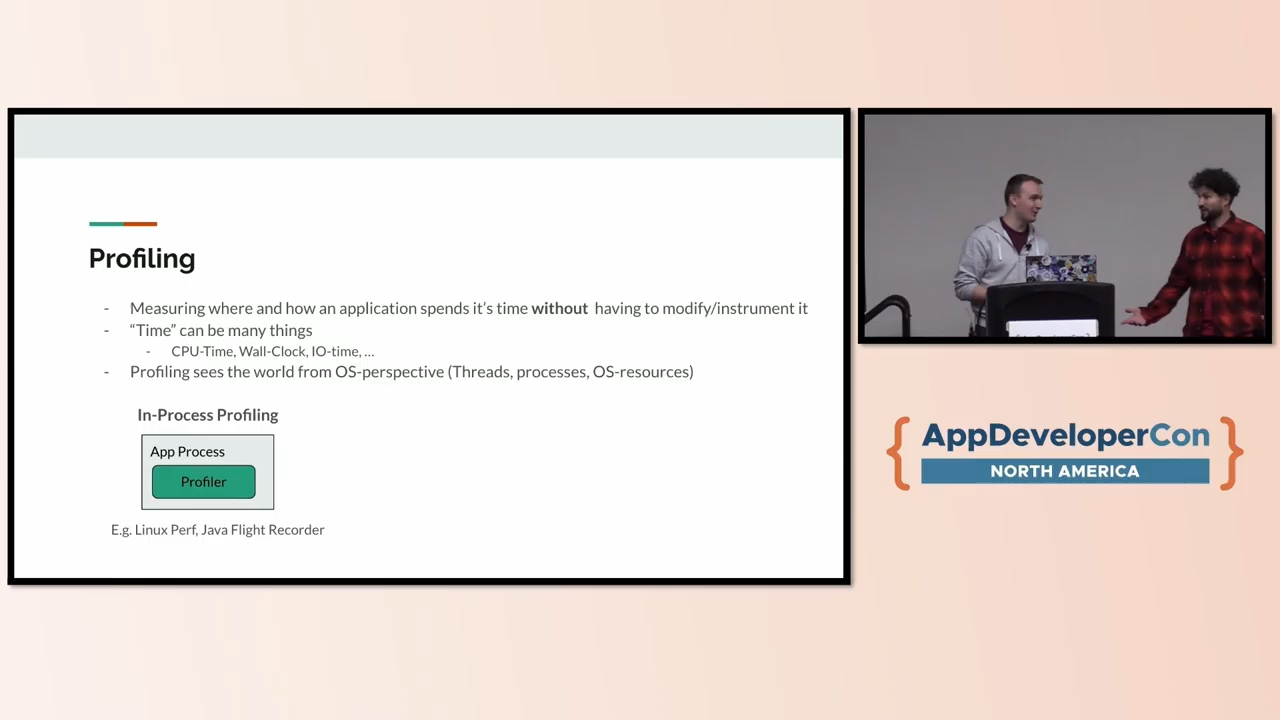 Profiling
- Measuring where and how an application spends it's time without having to modify/instrument it
- “Time” can be many things
- CPU-Time, Wall-Clock, IO-time, ...
- Profiling sees the world from OS-perspective (Threads, processes, OS-resources)
In-Process Profiling
App Process
Profiler
E.g. Linux Perf, Java Flight Recorder
{ AppDeveloperCon }
NORTH AMERICA